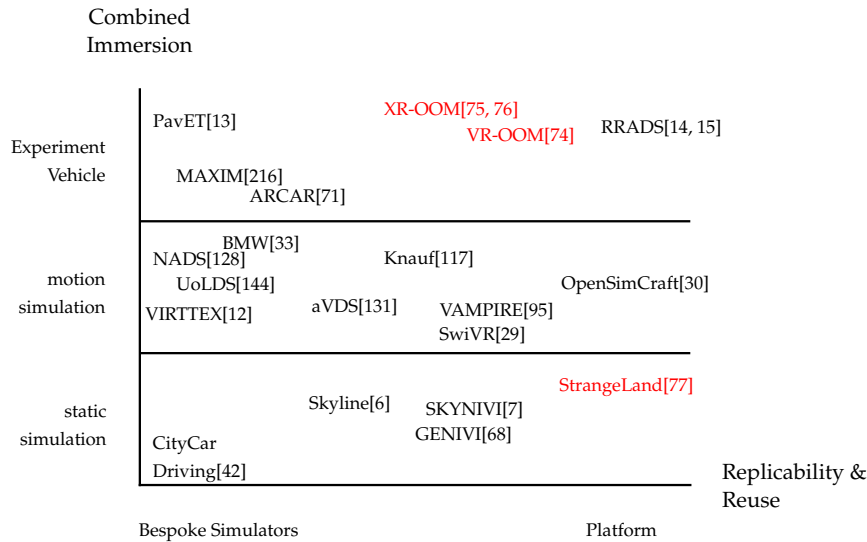 Combined
Immersion
XR-OOM[75, 76]
PavET[13]
VR-OOM[74]
RRADS[14, 15]
Experiment
Vehicle
MAXIM[216]
ARCAR[71]
BMW[33]
NADS[128]
Knauf[117]
motion
simulation
UoLDS[144]
OpenSimCraft[30]
VIRTTEX[12]
aVDS[131]
VAMPIRE[95]
SwiVR[29]
StrangeLand[77]
static
simulation
Skyline[6]
SKYNIVI[7]
GENIVI[68]
CityCar
Driving[42]
Replicability &
Reuse
Bespoke Simulators
Platform